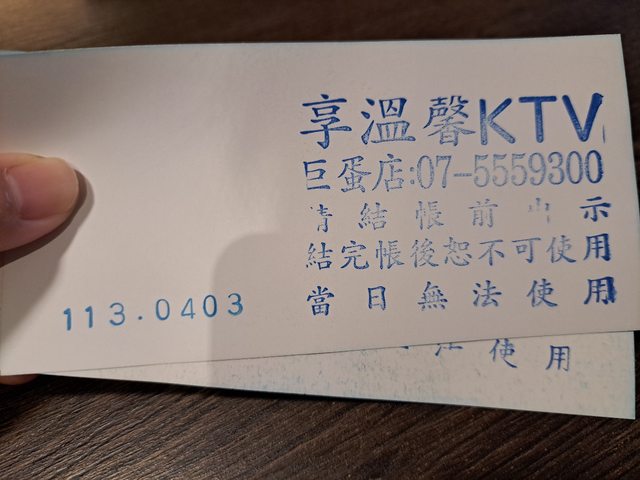 享溫馨KTV
巨蛋店:07-5559300
請結帳前出示
結完帳後恕不可使用
當日無法使用
113.0403
使用